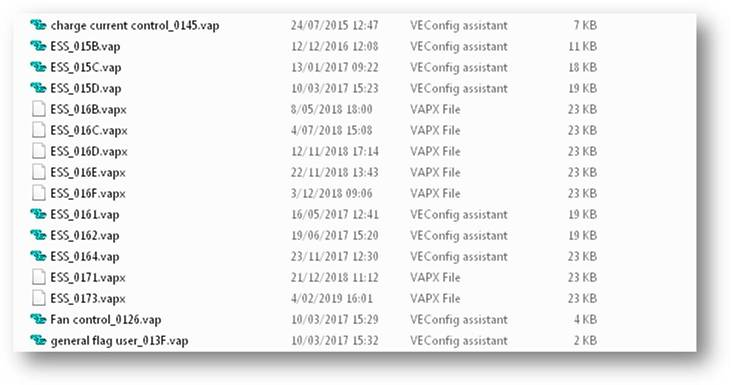 charge current control_0145.vap 24/07/2015 12:47 VEConfig assistant 7 KB
ESS_015B.vap 12/12/2016 12:08 VEConfig assistant 11 KB
ESS_015C.vap 13/01/2017 09:22 VEConfig assistant 18 KB
ESS_015D.vap 10/03/2017 15:23 VEConfig assistant 19 KB
ESS_016B.vapx 8/05/2018 18:00 VAPX File 23 KB
ESS_016C.vapx 4/07/2018 15:08 VAPX File 23 KB
ESS_016D.vapx 12/11/2018 17:14 VAPX File 23 KB
ESS_016E.vapx 22/11/2018 13:43 VAPX File 23 KB
ESS_016F.vapx 3/12/2018 09:06 VAPX File 23 KB
ESS_0161.vap 16/05/2017 12:41 VEConfig assistant 19 KB
ESS_0162.vap 19/06/2017 15:20 VEConfig assistant 19 KB
ESS_0164.vap 23/11/2017 12:30 VEConfig assistant 23 KB
ESS_0171.vapx 21/12/2018 11:12 VAPX File 23 KB
ESS_0173.vapx 4/02/2019 16:01 VAPX File 23 KB
Fan control_0126.vap 10/03/2017 15:29 VEConfig assistant 4 KB
general flag user_013F.vap 10/03/2017 15:32 VEConfig assistant 2 KB